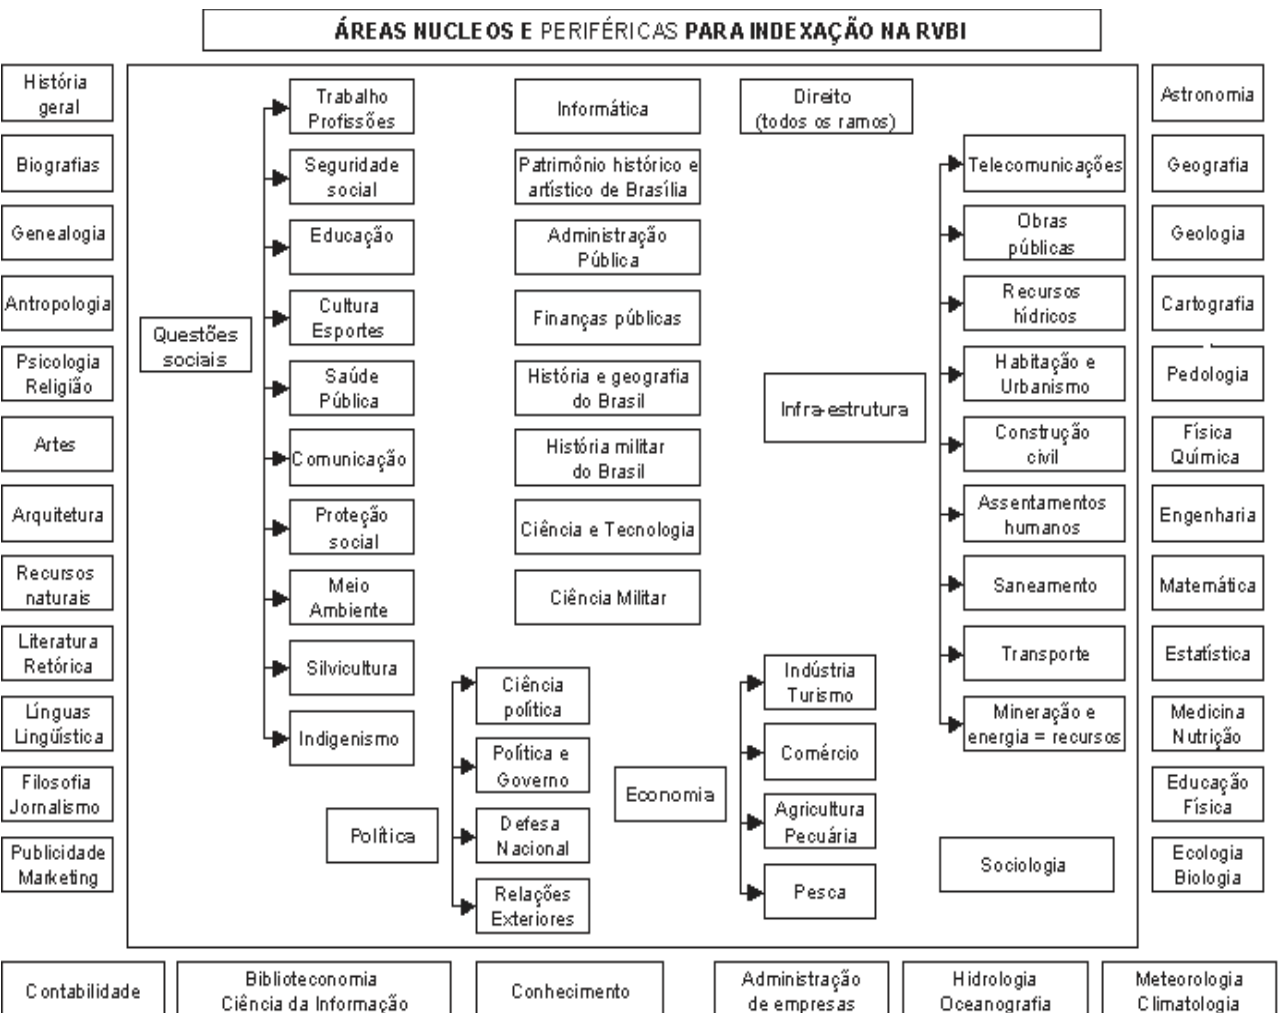 ÁREAS NUCLEOS E PERIFÉRICAS PARA INDEXAÇÃO NA RVBI
História
geral
Biografias
Genealogia
Antropologia
Psicologia
Religião
Artes
Arquitetura
Recursos
naturais
Literatura
Retórica
Línguas
Lingüística
Filosofia
Jornalismo
Publicidade
Marketing
Questões
sociais
Trabalho
Profissões
Seguridade
social
Educação
Cultura
Esportes
Saúde
Pública
Comunicação
Proteção
social
Meio
Ambiente
Silvicultura
Indigenismo
Informática
Patrimônio histórico e
artístico de Brasília
Administração
Pública
Finanças públicas
História e geografia
do Brasil
História militar
do Brasil
Ciência e Tecnologia
Ciência Militar
Direito
(todos os ramos)
Política
Ciência
política
Política e
Governo
Defesa
Nacional
Relações
Exteriores
Economia
Indústria
Turismo
Comércio
Agricultura
Pecuária
Pesca
Infra-estrutura
Telecomunicações
Obras
públicas
Recursos
hídricos
Habitação e
Urbanismo
Construção
civil
Assentamentos
humanos
Saneamento
Transporte
Mineração e
energia = recursos
Sociologia
Astronomia
Geografia
Geologia
Cartografia
Pedologia
Física
Química
Engenharia
Matemática
Estatística
Medicina
Nutrição
Educação
Física
Ecologia
Biologia
Contabilidade
Biblioteconomia
Ciência da Informação
Conhecimento
Administração
de empresas
Hidrologia
Oceanografia
Meteorologia
Climatologia